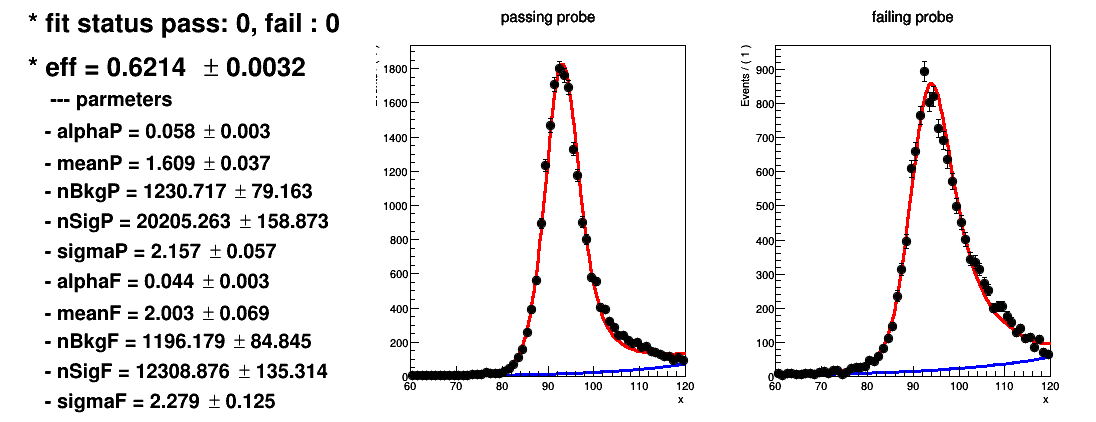 * fit status pass: 0, fail : 0
* eff = 0.6214 ± 0.0032
--- parmeters
- alphaP = 0.058 ± 0.003
- meanP = 1.609 ± 0.037
- nBkgP = 1230.717 ± 79.163
- nSigP = 20205.263 ± 158.873
- sigmaP = 2.157 ± 0.057
- alphaF = 0.044 ± 0.003
- meanF = 2.003 ± 0.069
- nBkgF = 1196.179 ± 84.845
- nSigF = 12308.876 ± 135.314
- sigmaF = 2.279 ± 0.125
passing probe
1800
1600
1400
1200
1000
800
600
400
200
0
60 70 80 90 100 110 120
x
failing probe
Events / ( 1 )
900
800
700
600
500
400
300
200
100
0
60 70 80 90 100 110 120
x